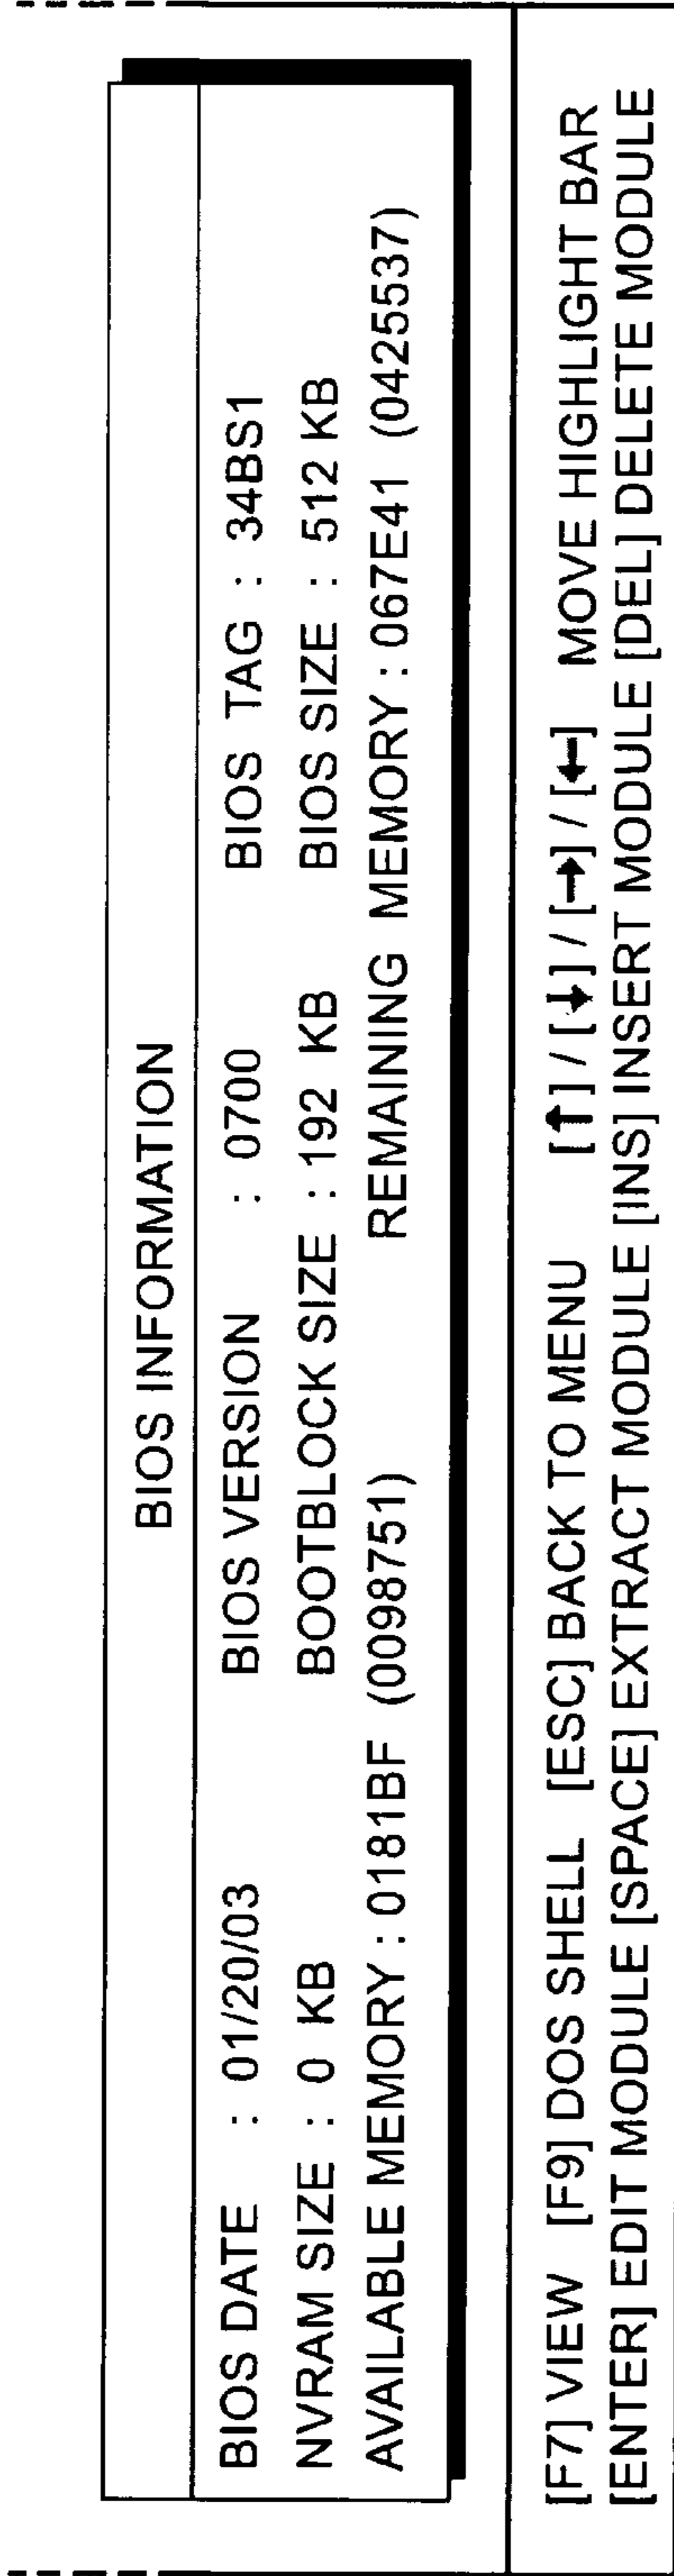 BIOS INFORMATION
BIOS DATE : 01/20/03 BIOS VERSION : 0700 BIOS TAG : 34BS1
NVRAM SIZE : 0 KB BOOTBLOCK SIZE : 192 KB BIOS SIZE : 512 KB
AVAILABLE MEMORY : 0181BF (0098751) REMAINING MEMORY : 067E41 (0425537)
[F7] VIEW [F9] DOS SHELL [ESC] BACK TO MENU [↑] / [↓] / [→] / [←] MOVE HIGHLIGHT BAR
[ENTER] EDIT MODULE [SPACE] EXTRACT MODULE [INS] INSERT MODULE [DEL] DELETE MODULE